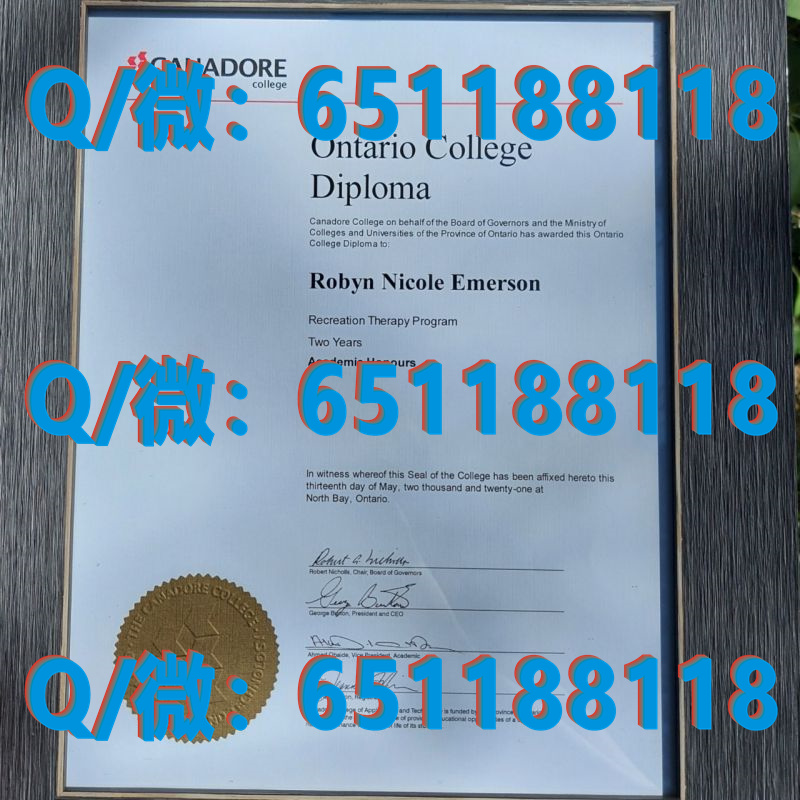 CANADORE
college
Q/微: 651188118
Ontario College
Diploma
Canadore College on behalf of the Board of Governors and the Ministry of
Colleges and Universities of the Province of Ontario has awarded this Ontario
College Diploma to:
Robyn Nicole Emerson
Recreation Therapy Program
Two Years
Academic Honours
Q/微: 651188118
In witness whereof this Seal of the College has been affixed hereto this
thirteenth day of May, two thousand and twenty-one at
North Bay, Ontario.
Robert Nicholls, Chair, Board of Governors
George Burton, President and CEO
Ahmed Obaide, Vice President, Academic
THE CANADORE COLLEGE
Q/微: 651188118